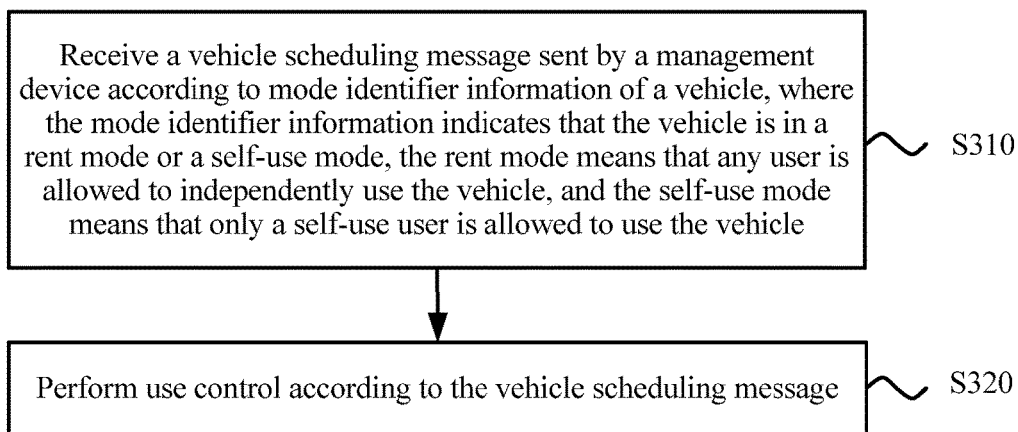 Receive a vehicle scheduling message sent by a management
device according to mode identifier information of a vehicle, where
the mode identifier information indicates that the vehicle is in a
rent mode or a self-use mode, the rent mode means that any user is
allowed to independently use the vehicle, and the self-use mode
means that only a self-use user is allowed to use the vehicle
S310
Perform use control according to the vehicle scheduling message
S320